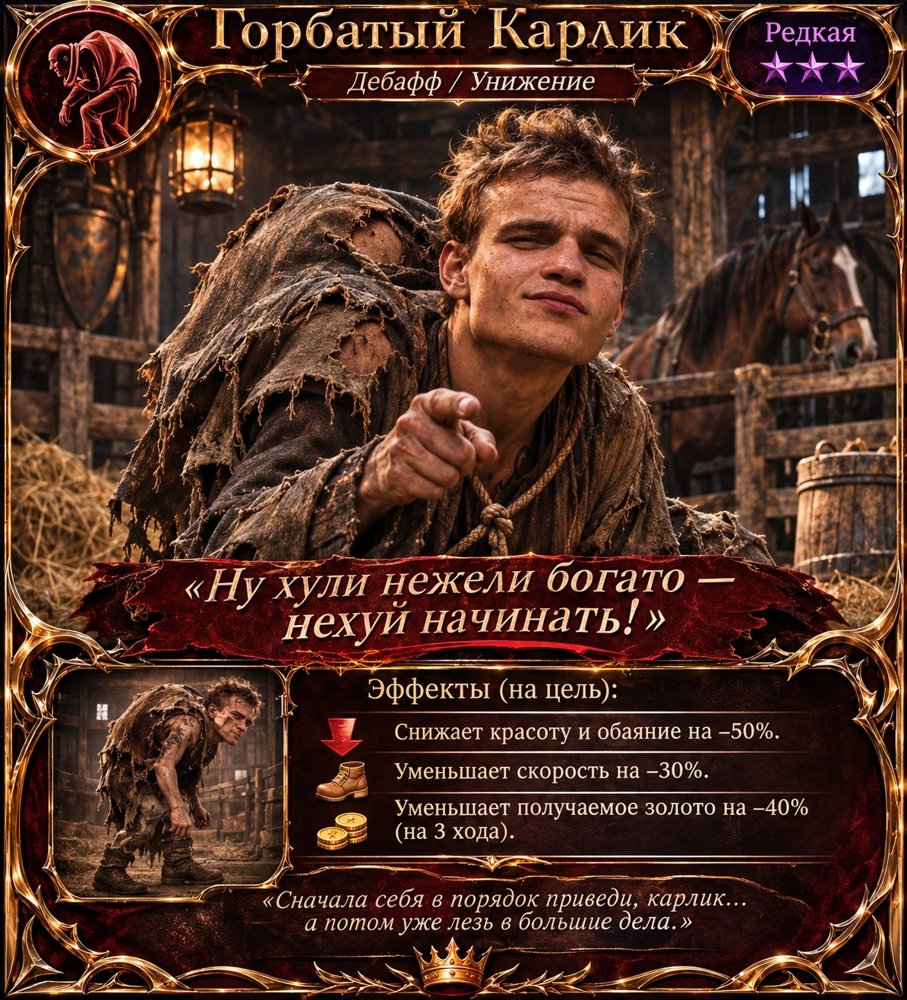 Горбатый Карлик
Редкая
Дебафф / Унижение
«Ну хули нежели богато —
нехуй начинать!»
Эффекты (на цель):
Снижает красоту и обаяние на –50%.
Уменьшает скорость на –30%.
Уменьшает получаемое золото на –40%
(на 3 хода).
«Сначала себя в порядок приведи, карлик...
а потом уже лезь в большие дела.»